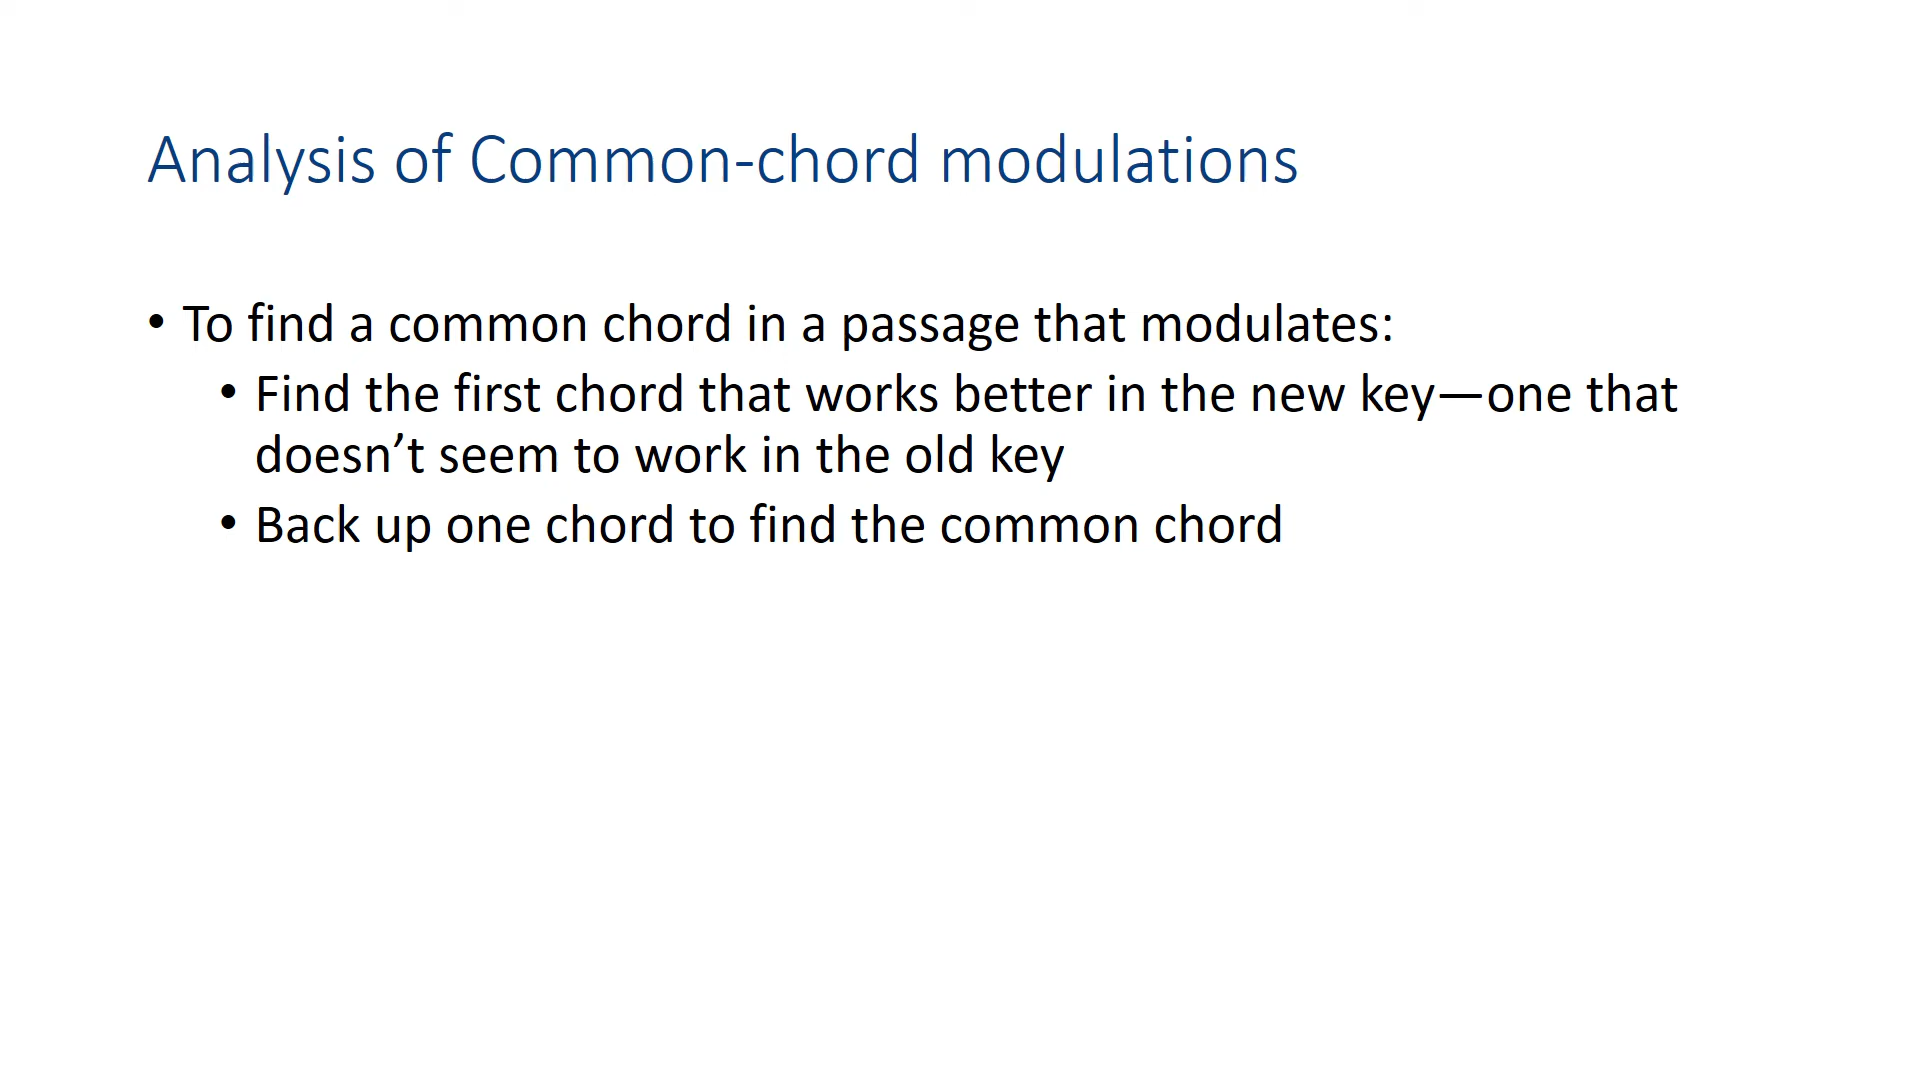 Analysis of Common-chord modulations
• To find a common chord in a passage that modulates:
• Find the first chord that works better in the new key—one that
doesn’t seem to work in the old key
• Back up one chord to find the common chord